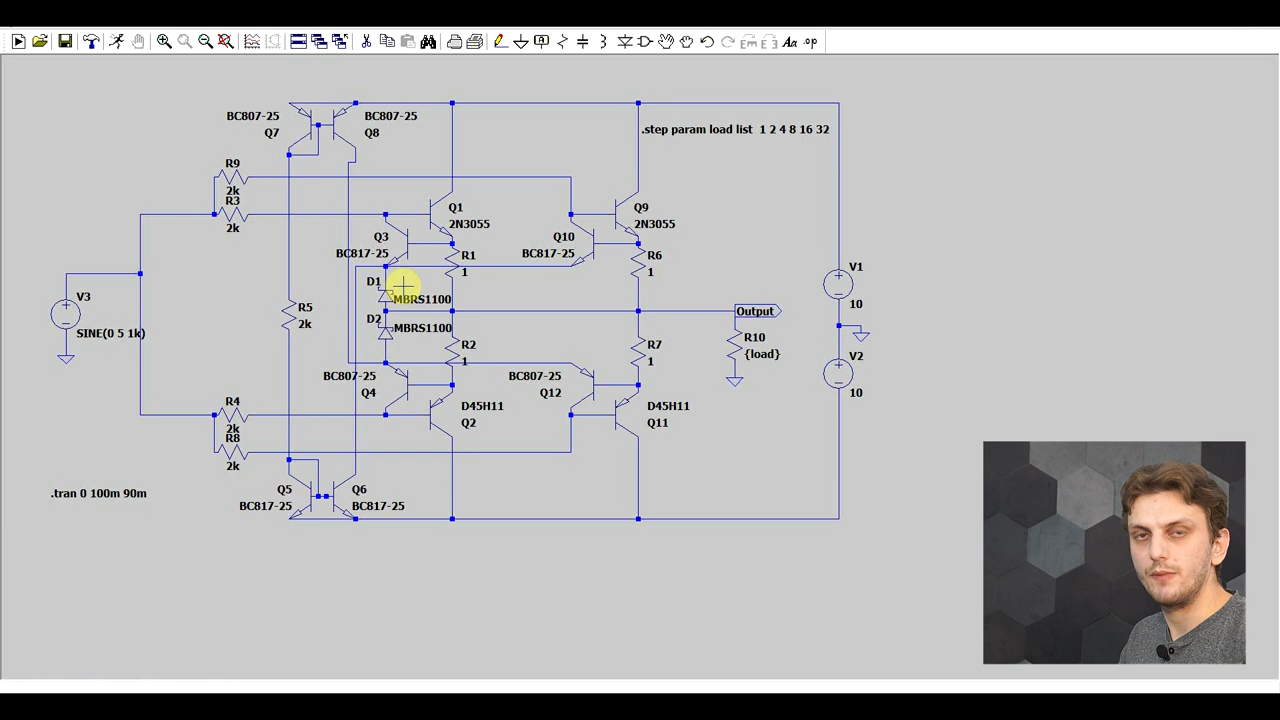 BC807-25
Q7
BC807-25
Q8
.step param load list 1 2 4 8 16 32
R9
2k
R3
2k
Q1
2N3055
Q9
2N3055
Q3
BC817-25
Q10
BC817-25
R1
1
R6
1
V3
SINE(0 5 1k)
R5
2k
D1
MBRS1100
D2
MBRS1100
Output
V1
10
R2
1
R7
1
R10
{load}
V2
10
BC807-25
Q4
BC807-25
Q12
R4
2k
R8
2k
D45H11
Q2
D45H11
Q11
.tran 0 100m 90m
Q5
BC817-25
Q6
BC817-25
Aa
.op